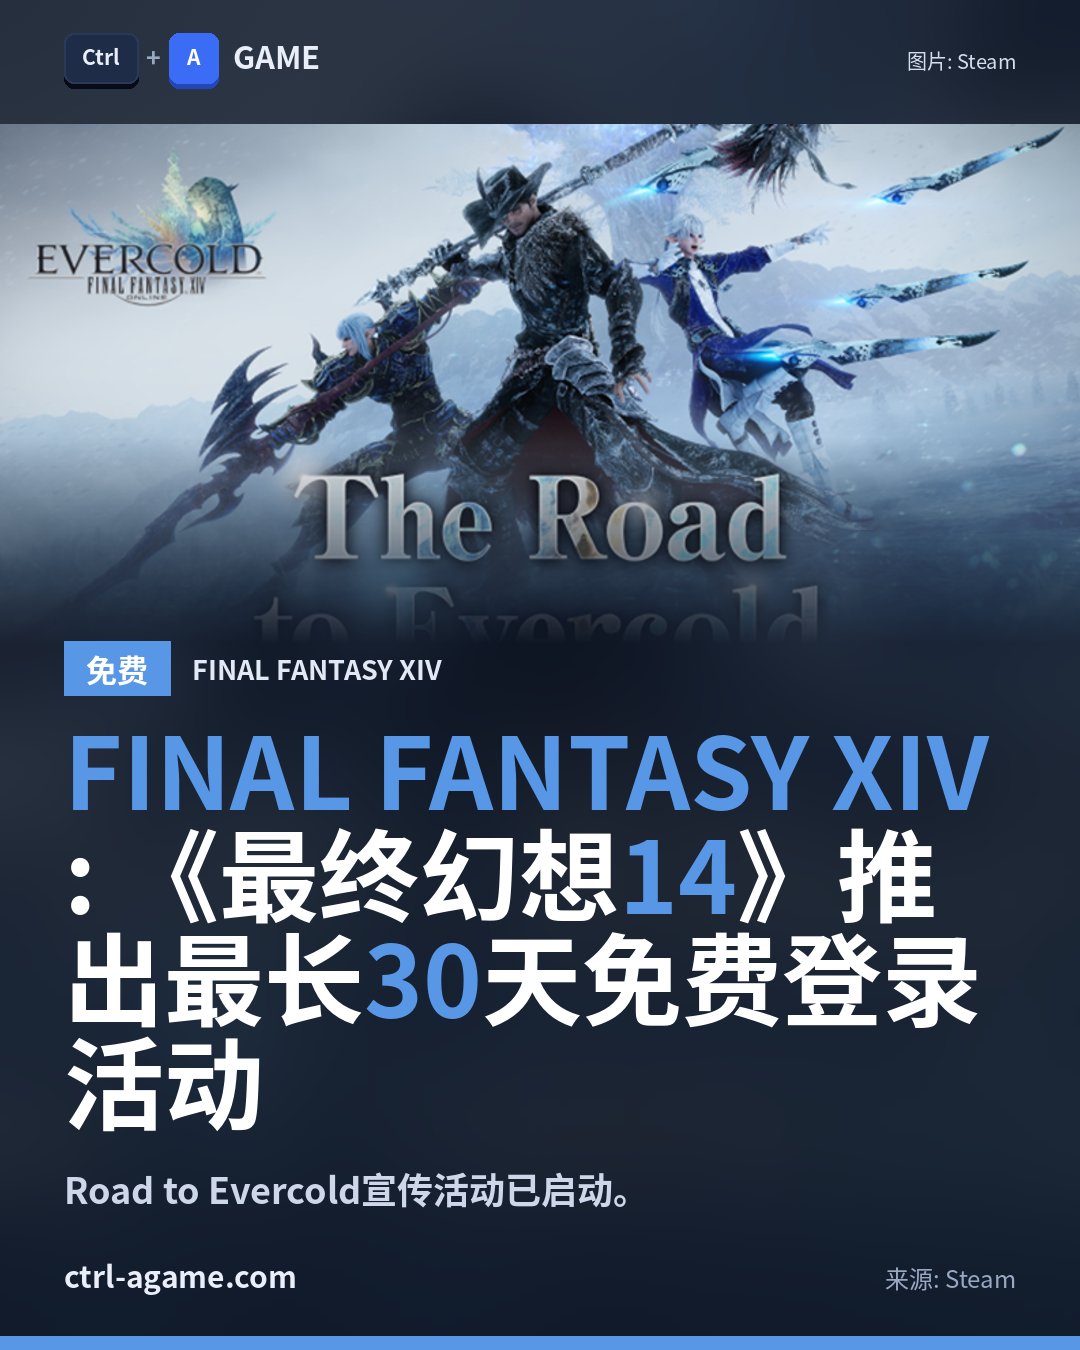 Ctrl + A GAME
图片: Steam
EVERCOLD
FINAL FANTASY XIV
ONLINE
The Road
to Evercold
免费
FINAL FANTASY XIV
FINAL FANTASY XIV
：《最终幻想14》推
出最长30天免费登录
活动
Road to Evercold宣传活动已启动。
ctrl-agame.com
来源: Steam